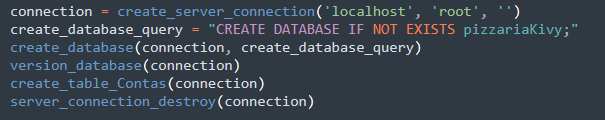 connection = create_server_connection('localhost', 'root', '')
create_database_query = "CREATE DATABASE IF NOT EXISTS pizzariaKivy;"
create_database(connection, create_database_query)
version_database(connection)
create_table_Contas(connection)
server_connection_destroy(connection)